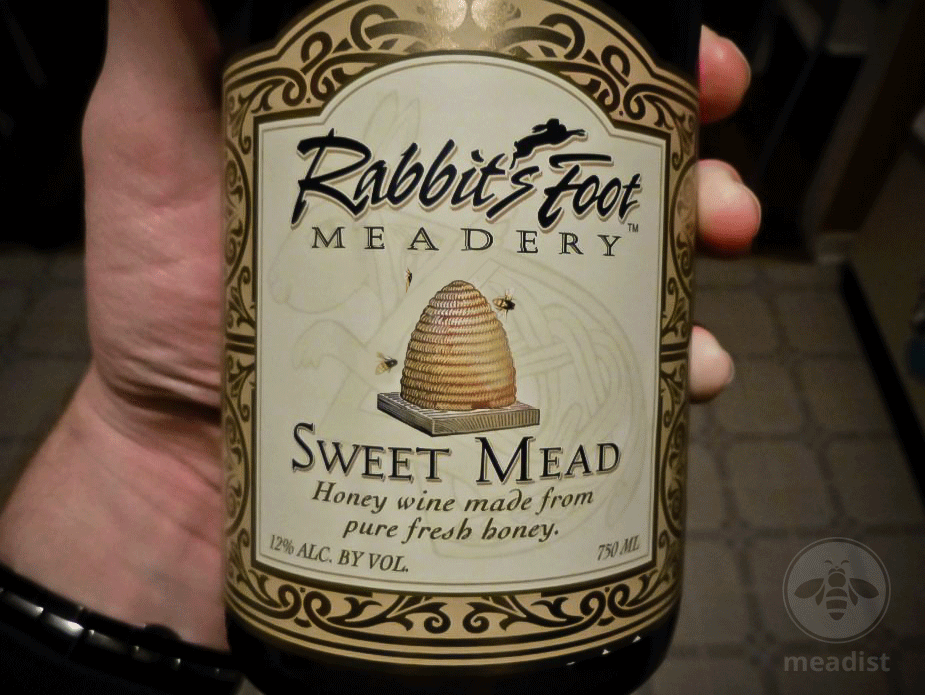 Rabbit's Foot
MEADERY™
SWEET MEAD
Honey wine made from
pure fresh honey.
12% ALC. BY VOL.
750 ML
meadist